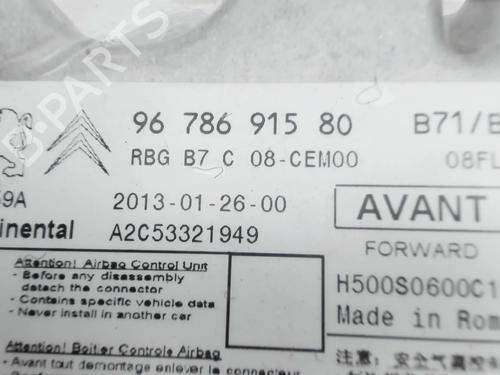 B-PARTS
96 786 915 80
B71/B
RBG B7 C 08-CEM00
08FL
59A
2013-01-26-00
AVANT
inental
A2C53321949
FORWARD
Attention! Airbag Control Unit
- Before any disassembly
detach the connector
- Contains specific vehicle data
- Never install in another car
H500S0600C1
Made in Rom
Attention! Boitier Controle Airbag
- Avant tout demontage enlever le connecteur
注意： 安全气囊控